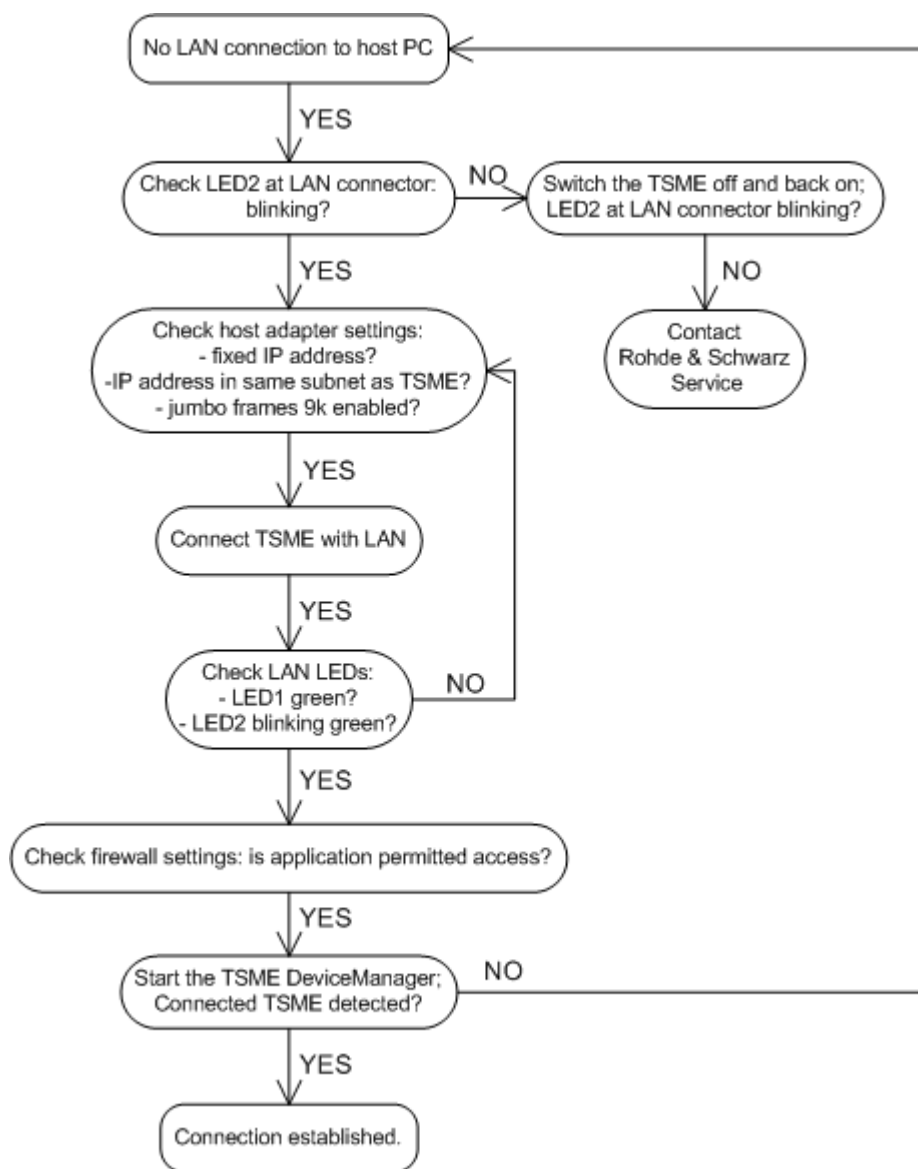 No LAN connection to host PC
YES
Check LED2 at LAN connector:
blinking?
NO
Switch the TSME off and back on;
LED2 at LAN connector blinking?
YES
NO
Check host adapter settings:
- fixed IP address?
-IP address in same subnet as TSME?
- jumbo frames 9k enabled?
Contact
Rohde & Schwarz
Service
YES
Connect TSME with LAN
YES
Check LAN LEDs:
- LED1 green?
- LED2 blinking green?
NO
YES
Check firewall settings: is application permitted access?
YES
Start the TSME DeviceManager;
Connected TSME detected?
NO
YES
Connection established.